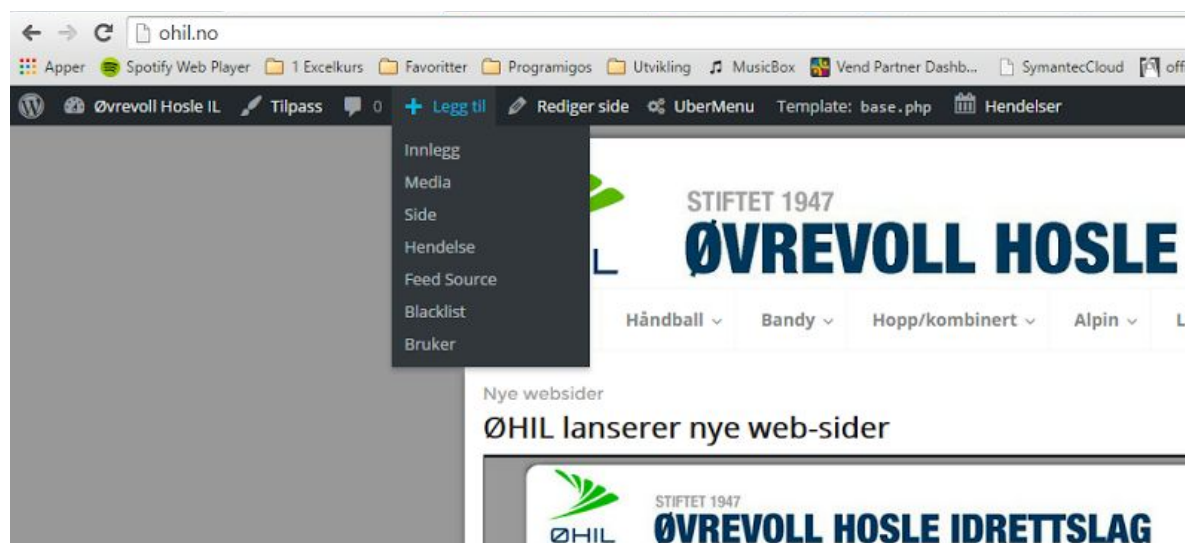 ohil.no
Apper Spotify Web Player 1 Excelkurs Favoritter Programigos Utvikling MusicBox Vend Partner Dashb... SymantecCloud off
Øvrevoll Hosle IL Tilpass 0 Legg til Rediger side UberMenu Template: base.php Hendelser
Innlegg
Media
Side
Hendelse
Feed Source
Blacklist
Bruker
STIFTET 1947
ØVREVOLL HOSLE
L
Håndball Bandy Hopp/kombinert Alpin L
Nye websider
ØHIL lanserer nye web-sider
STIFTET 1947
ØVREVOLL HOSLE IDRETTSLAG
ØHIL